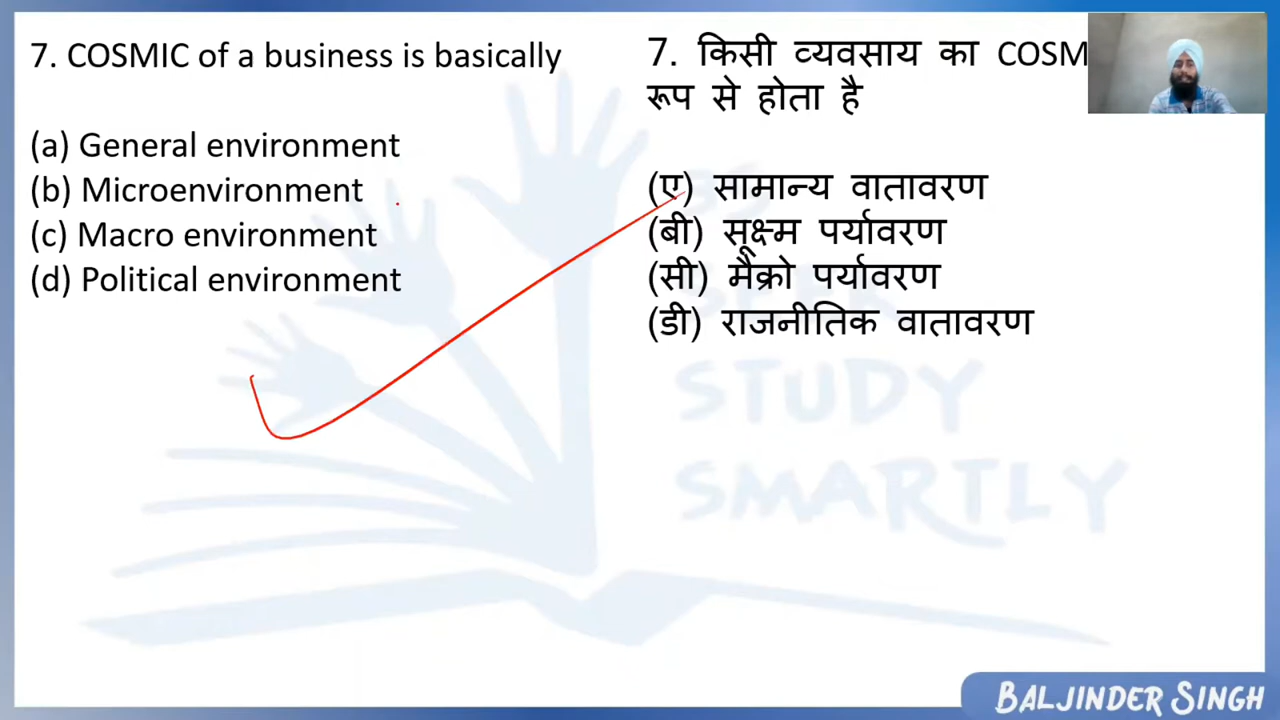 7. COSMIC of a business is basically
(a) General environment
(b) Microenvironment
(c) Macro environment
(d) Political environment
7. किसी व्यवसाय का COSM
रूप से होता है
(ए) सामान्य वातावरण
(बी) सूक्ष्म पर्यावरण
(सी) मैक्रो पर्यावरण
(डी) राजनीतिक वातावरण
STUDY
SMARTLY
BALJINDER SINGH